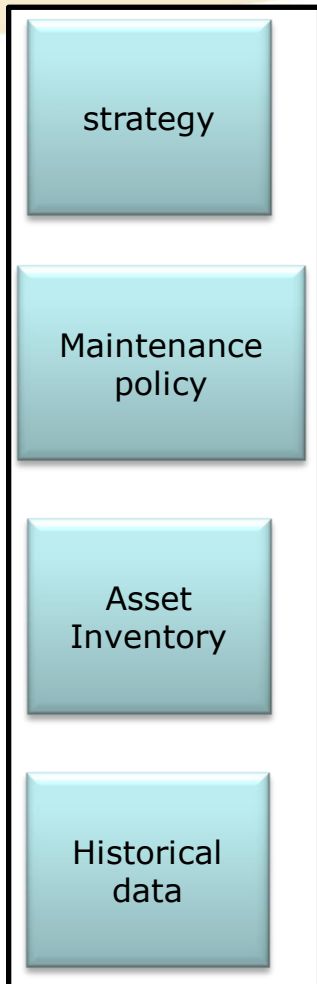 strategy
Maintenance
policy
Asset
Inventory
Historical
data